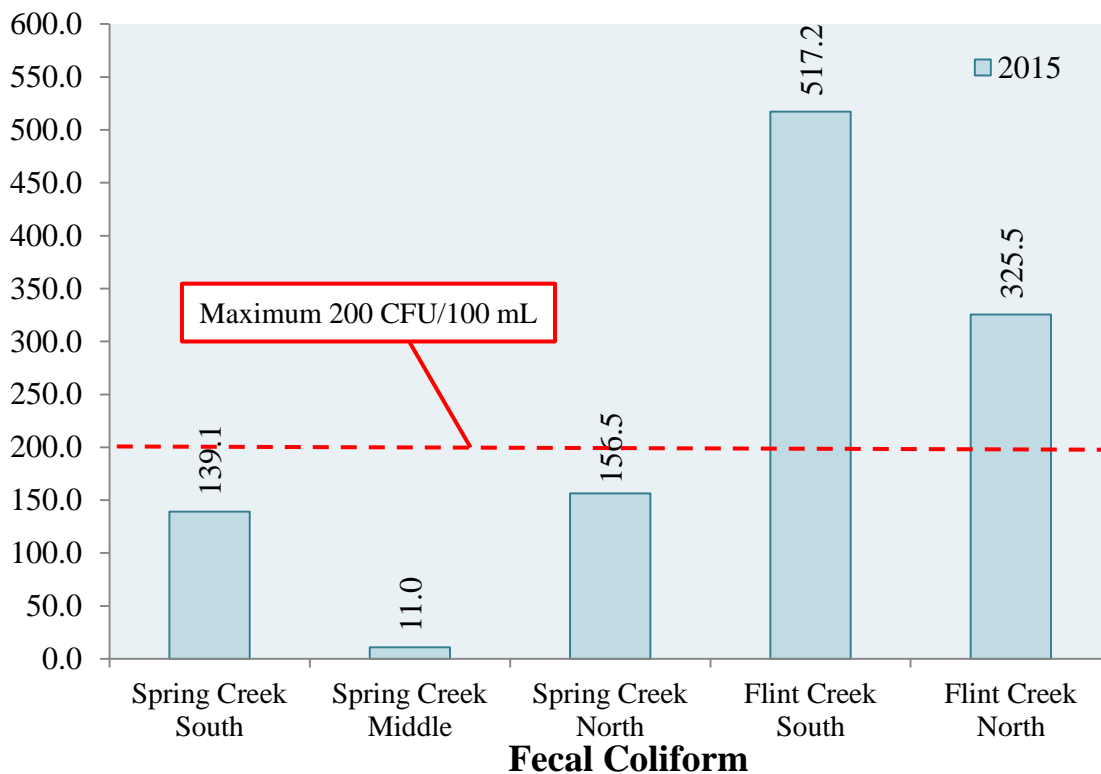 600.0
550.0
500.0
450.0
400.0
350.0
300.0
250.0
200.0
150.0
100.0
50.0
0.0
2015
517.2
325.5
Maximum 200 CFU/100 mL
139.1
11.0
156.5
Spring Creek
South
Spring Creek
Middle
Spring Creek
North
Flint Creek
South
Flint Creek
North
Fecal Coliform